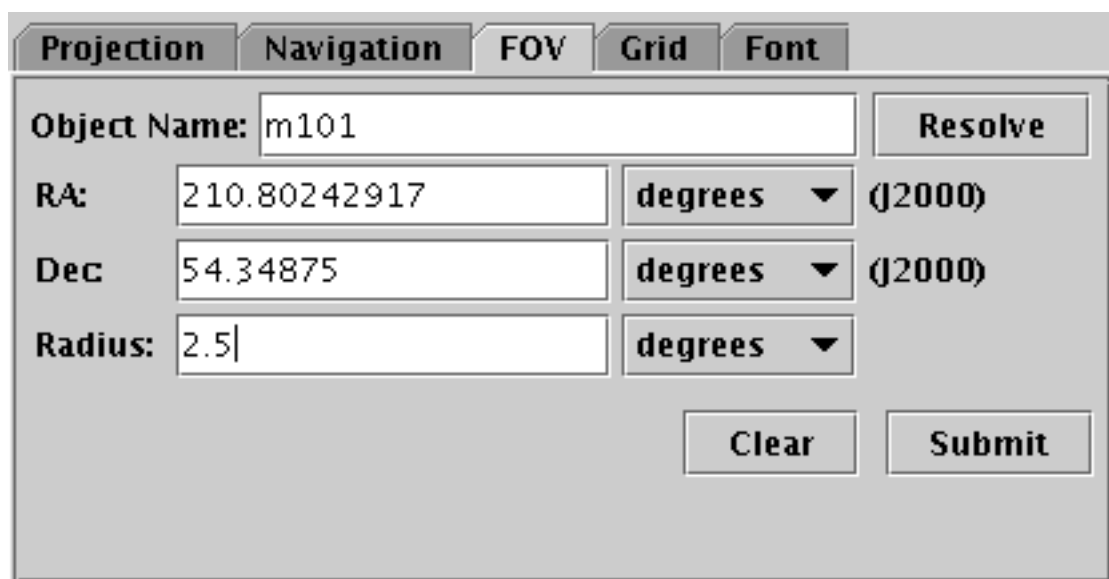 Projection Navigation FOV Grid Font
Object Name: m101 Resolve
RA: 210.80242917 degrees (J2000)
Dec: 54.34875 degrees (J2000)
Radius: 2.5 degrees
Clear Submit